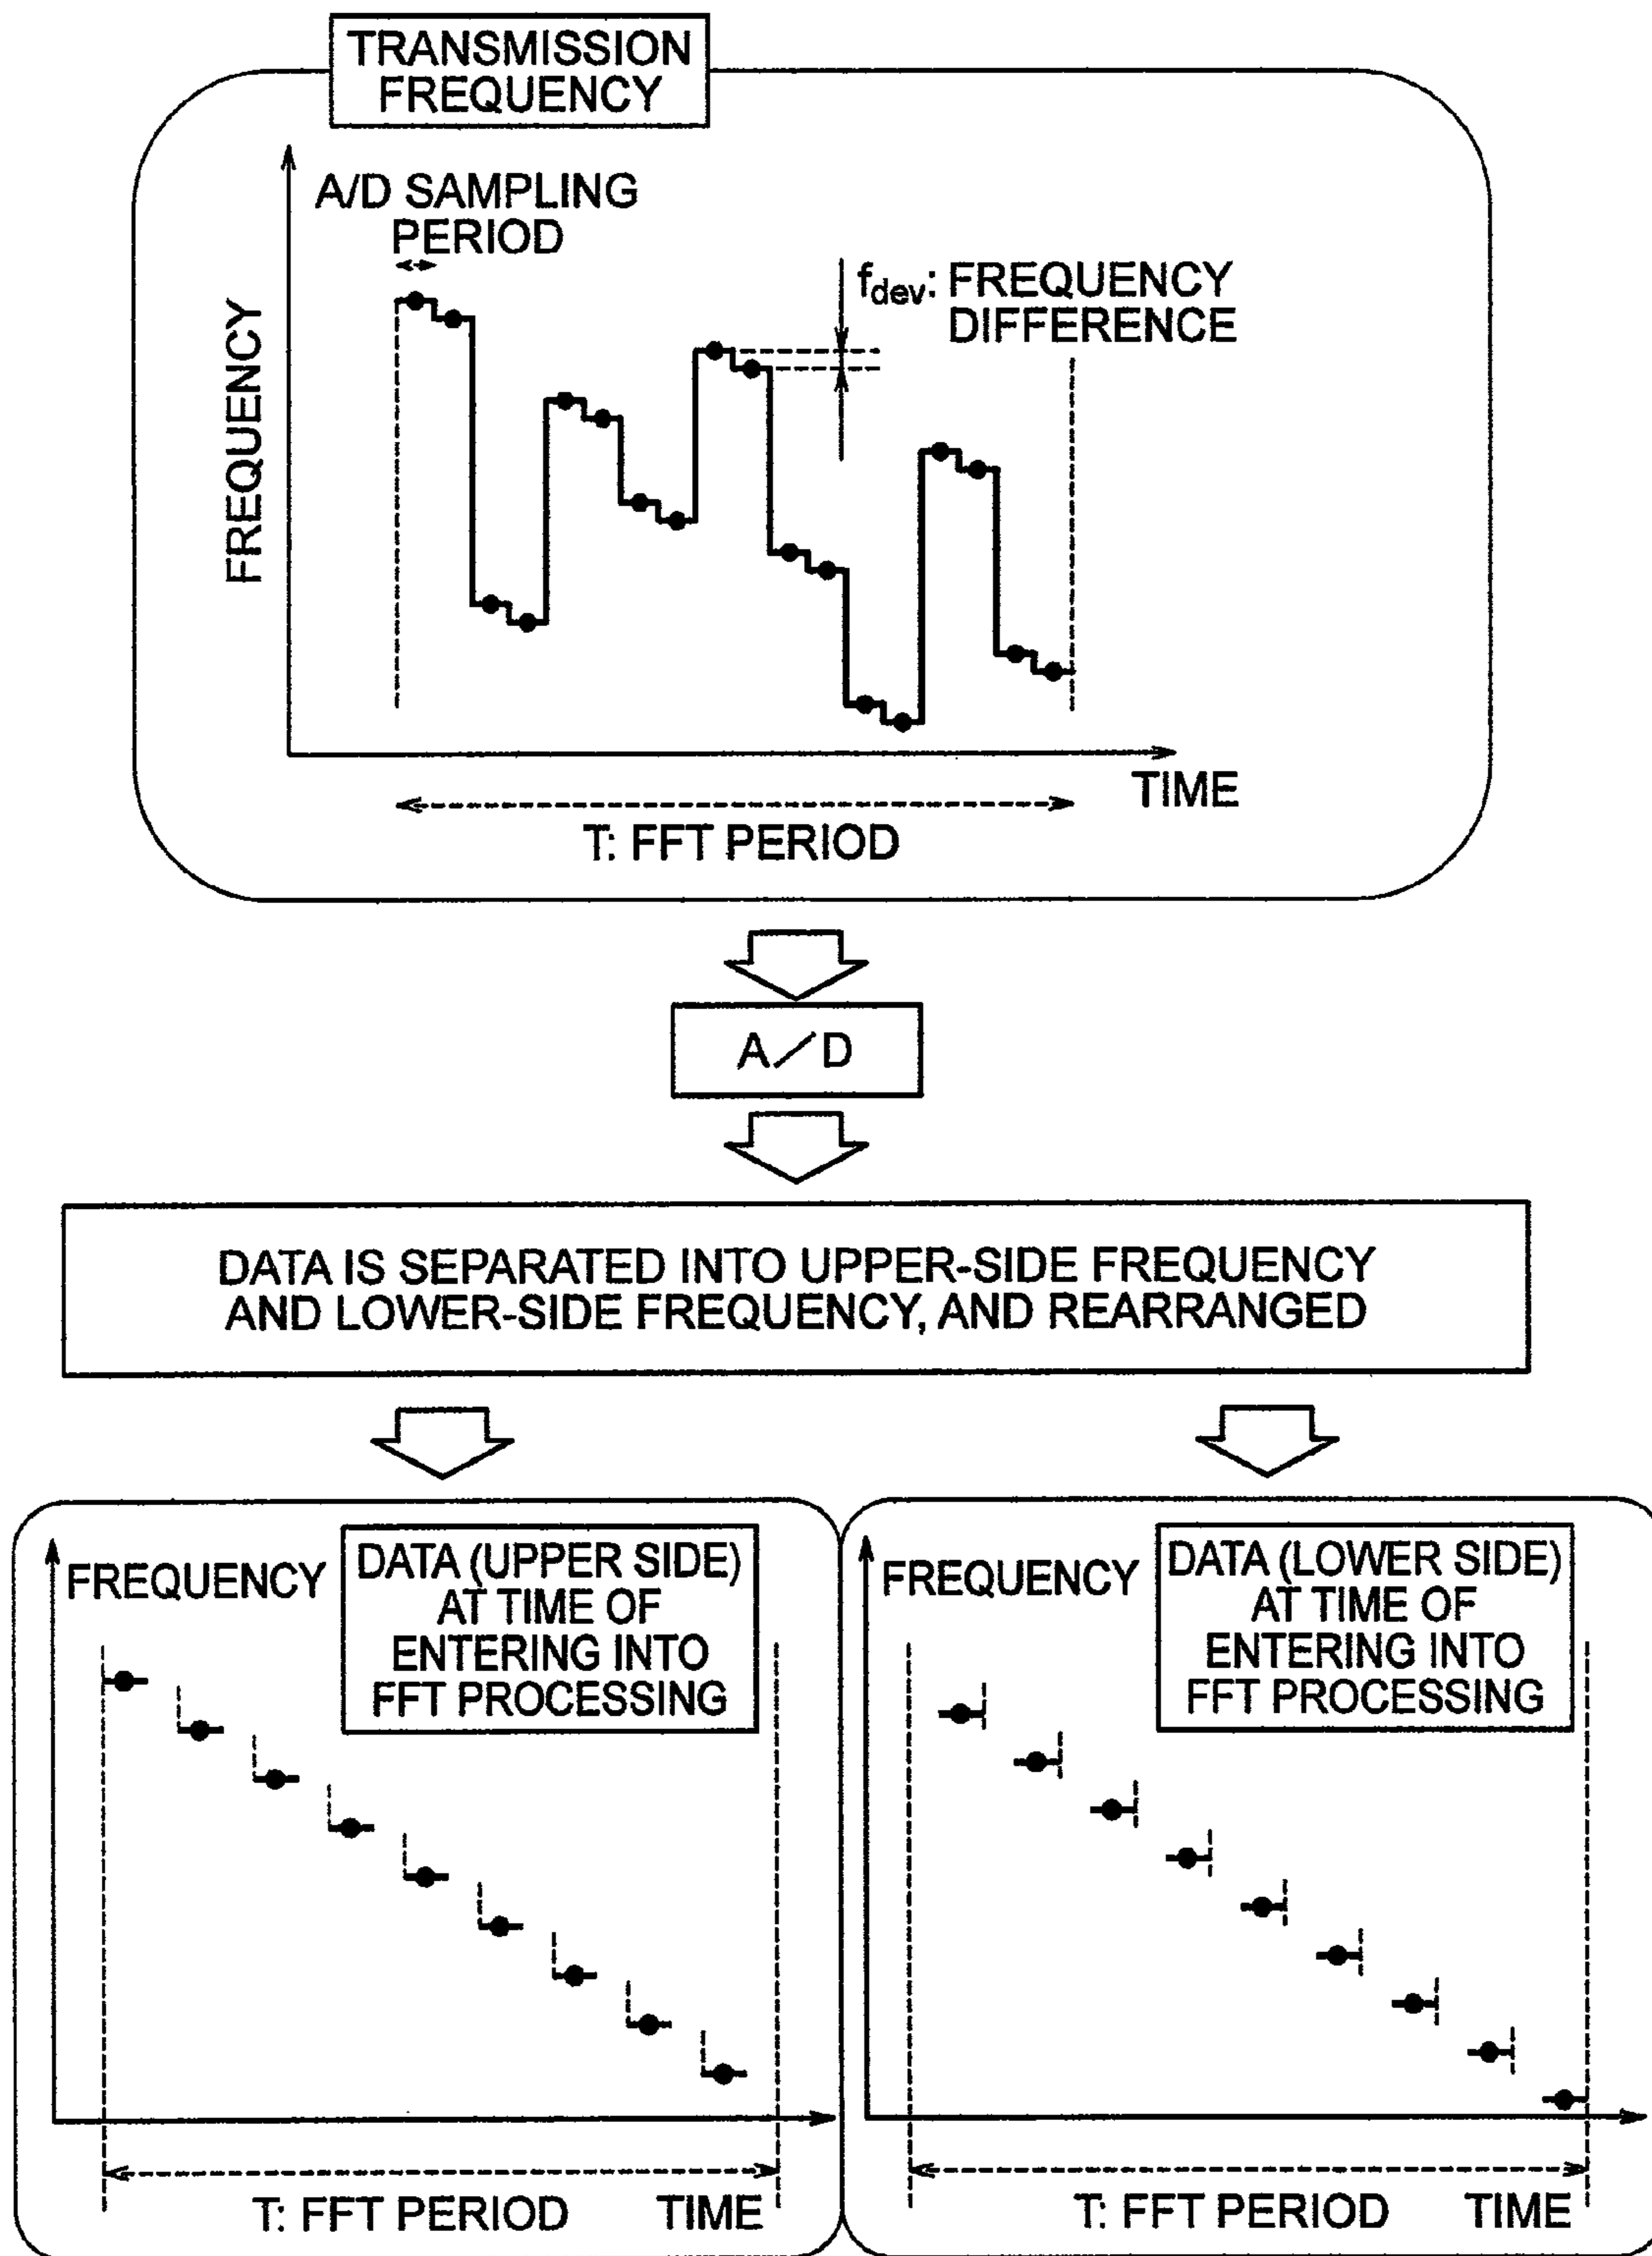 TRANSMISSION
FREQUENCY
A/D SAMPLING
PERIOD
fdev: FREQUENCY
DIFFERENCE
FREQUENCY
TIME
T: FFT PERIOD
A/D
DATA IS SEPARATED INTO UPPER-SIDE FREQUENCY
AND LOWER-SIDE FREQUENCY, AND REARRANGED
FREQUENCY
DATA (UPPER SIDE)
AT TIME OF
ENTERING INTO
FFT PROCESSING
T: FFT PERIOD
TIME
FREQUENCY
DATA (LOWER SIDE)
AT TIME OF
ENTERING INTO
FFT PROCESSING
T: FFT PERIOD
TIME